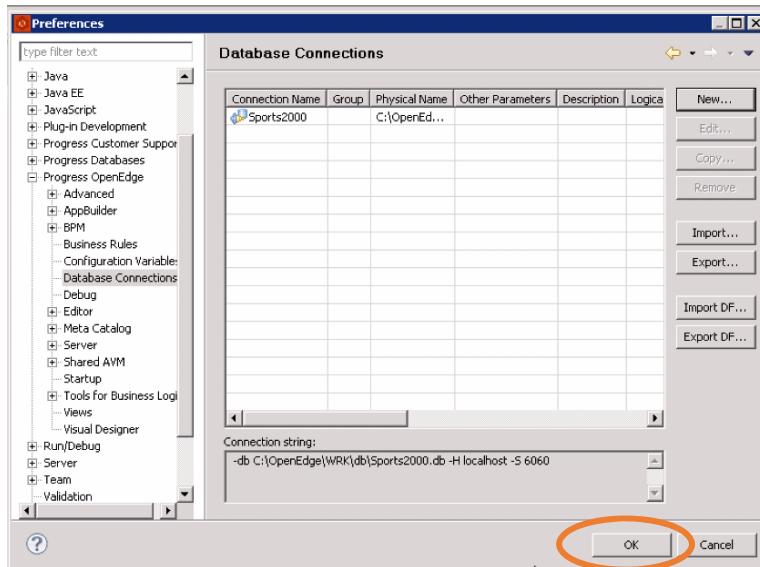 Preferences
type filter text
Database Connections
Java
Java EE
JavaScript
Plug-in Development
Progress Customer Suppor
Progress Databases
Progress OpenEdge
Advanced
AppBuilder
BPM
Business Rules
Configuration Variable:
Database Connections
Debug
Editor
Meta Catalog
Server
Shared AVM
Startup
Tools for Business Logi
Views
Visual Designer
Run/Debug
Server
Team
Validation
Connection Name Group Physical Name Other Parameters Description Logica
Sports2000 C:\OpenEd...
New...
Edit...
Copy...
Remove
Import...
Export...
Import DF...
Export DF...
Connection string:
-db C:\OpenEdge\WRK\db\Sports2000.db -H localhost -S 6060
?
OK Cancel